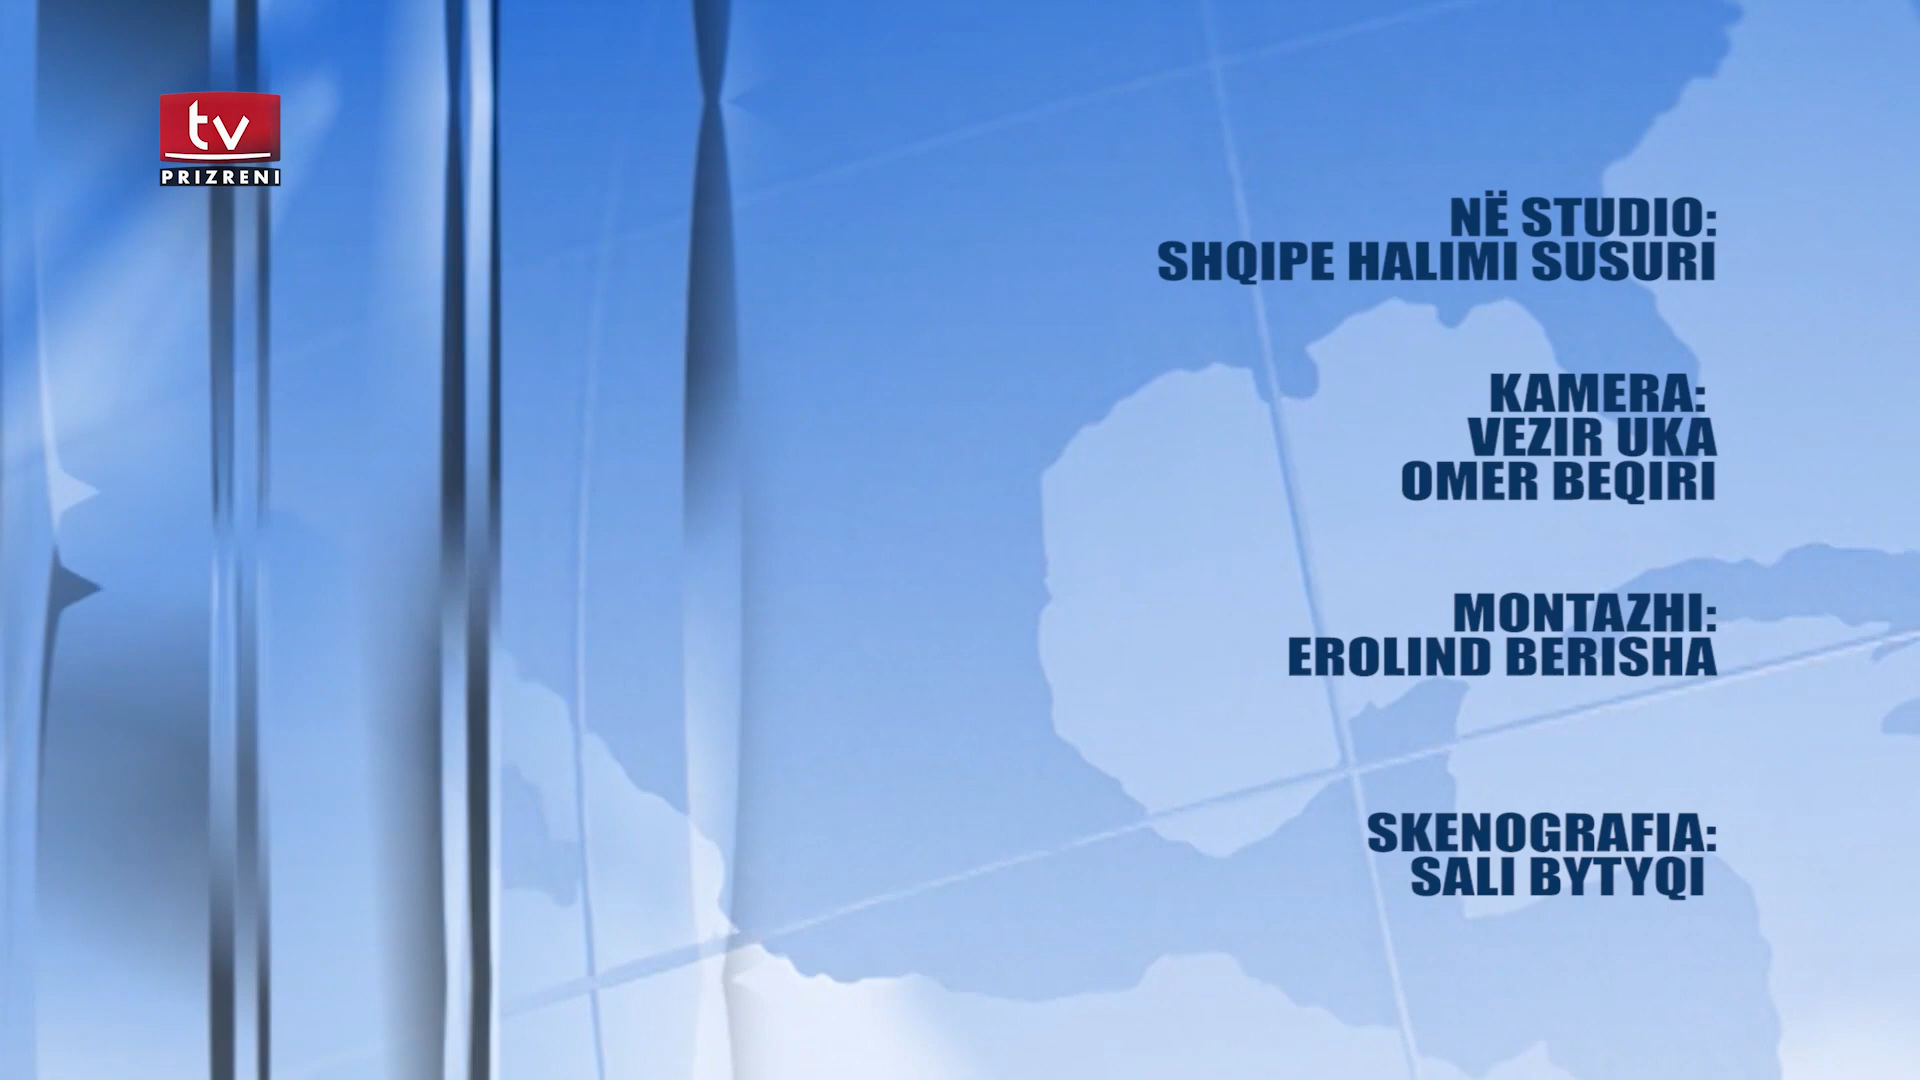 tv
PRIZRENI
NË STUDIO:
SHQIPE HALIMI SUSURI
KAMERA:
VEZIR UKA
OMER BEQIRI
MONTAZHI:
EROLIND BERISHA
SKENOGRAFIA:
SALI BYTYQI